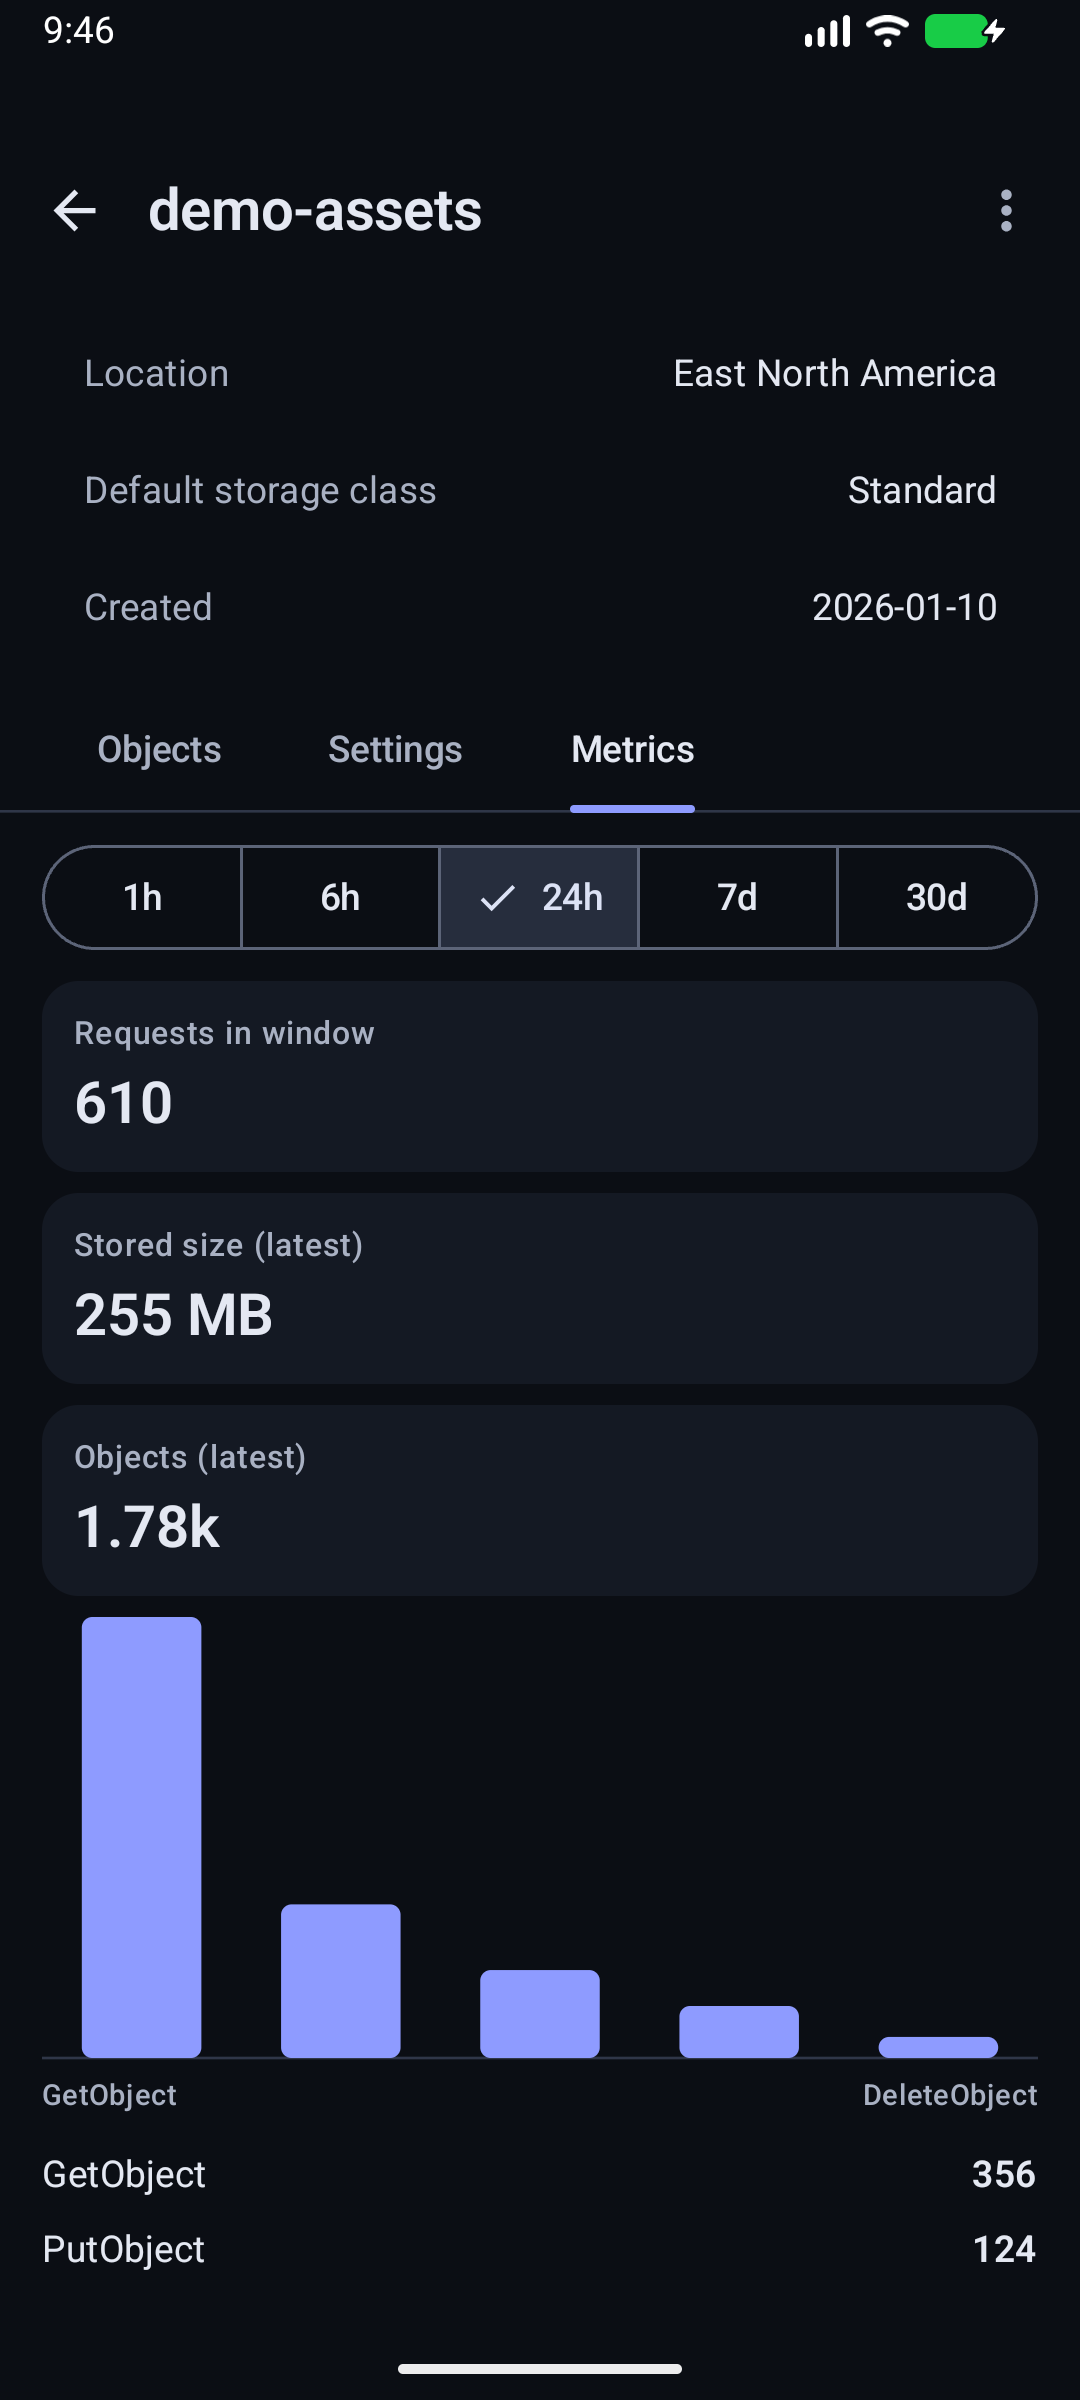 9:46
demo-assets
Location East North America
Default storage class Standard
Created 2026-01-10
Objects Settings Metrics
1h 6h 24h 7d 30d
Requests in window
610
Stored size (latest)
255 MB
Objects (latest)
1.78k
GetObject DeleteObject
GetObject 356
PutObject 124